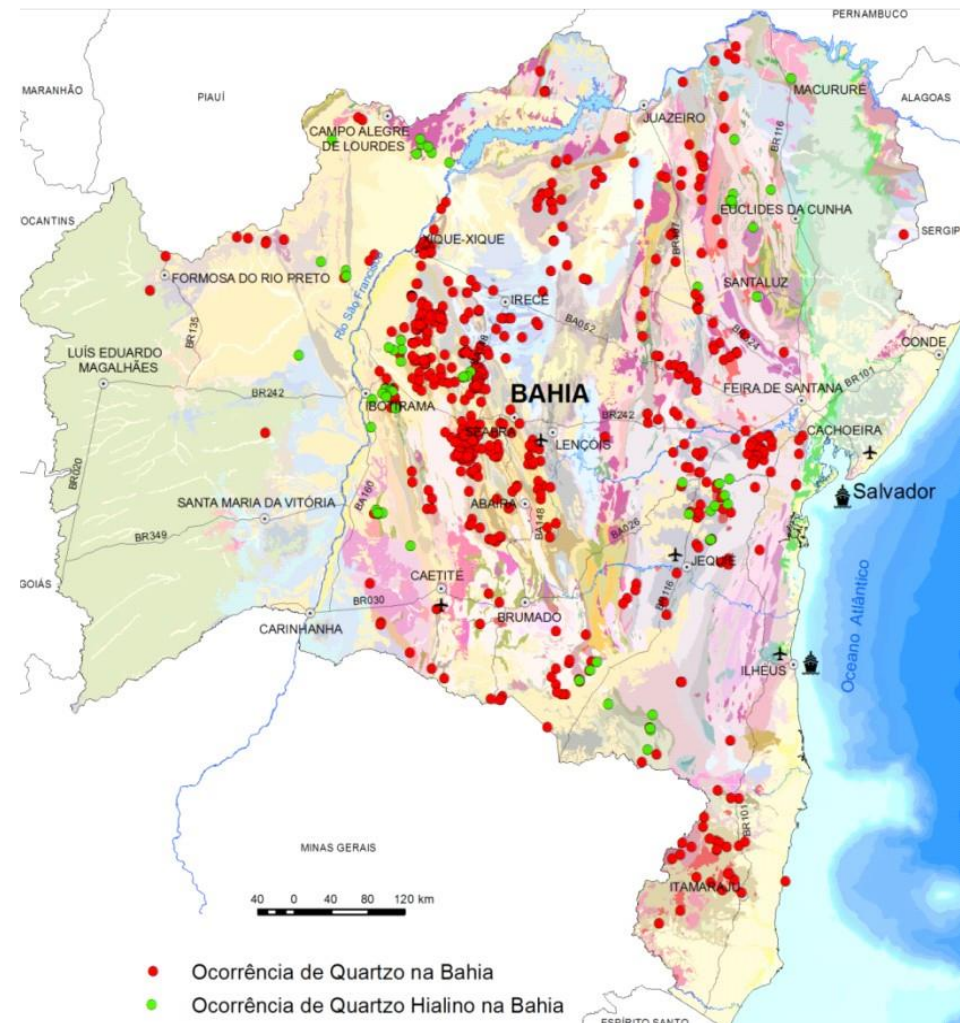 PERNAMBUCO
MARANHÃO
PIAUÍ
MACURURÉ
ALAGOAS
JUAZEIRO
CAMPO ALEGRE
DE LOURDES
BR116
OCANTINS
EUCLIDES DA CUNHA
SERGIP
XIQUE-XIQUE
FORMOSA DO RIO PRETO
Rio São Francisco
SANTALUZ
IRECÊ
BA052
BR135
CONDE
LUÍS EDUARDO
MAGALHÃES
BR101
FEIRA DE SANTANA
BAHIA
BR242
IBOTIRAMA
BR242
CACHOEIRA
LENÇÓIS
BR020
Salvador
SANTA MARIA DA VITÓRIA
BA160
ABAÍRA
BA148
BA026
BR349
JEQUIÉ
GOIÁS
CAETITÉ
BR030
BR116
BRUMADO
CARINHANHA
Oceano Atlântico
ILHÉUS
BR101
MINAS GERAIS
ITAMARAJU
40 0 40 80 120 km
Ocorrência de Quartzo na Bahia
Ocorrência de Quartzo Hialino na Bahia
ESPÍRITO SANTO